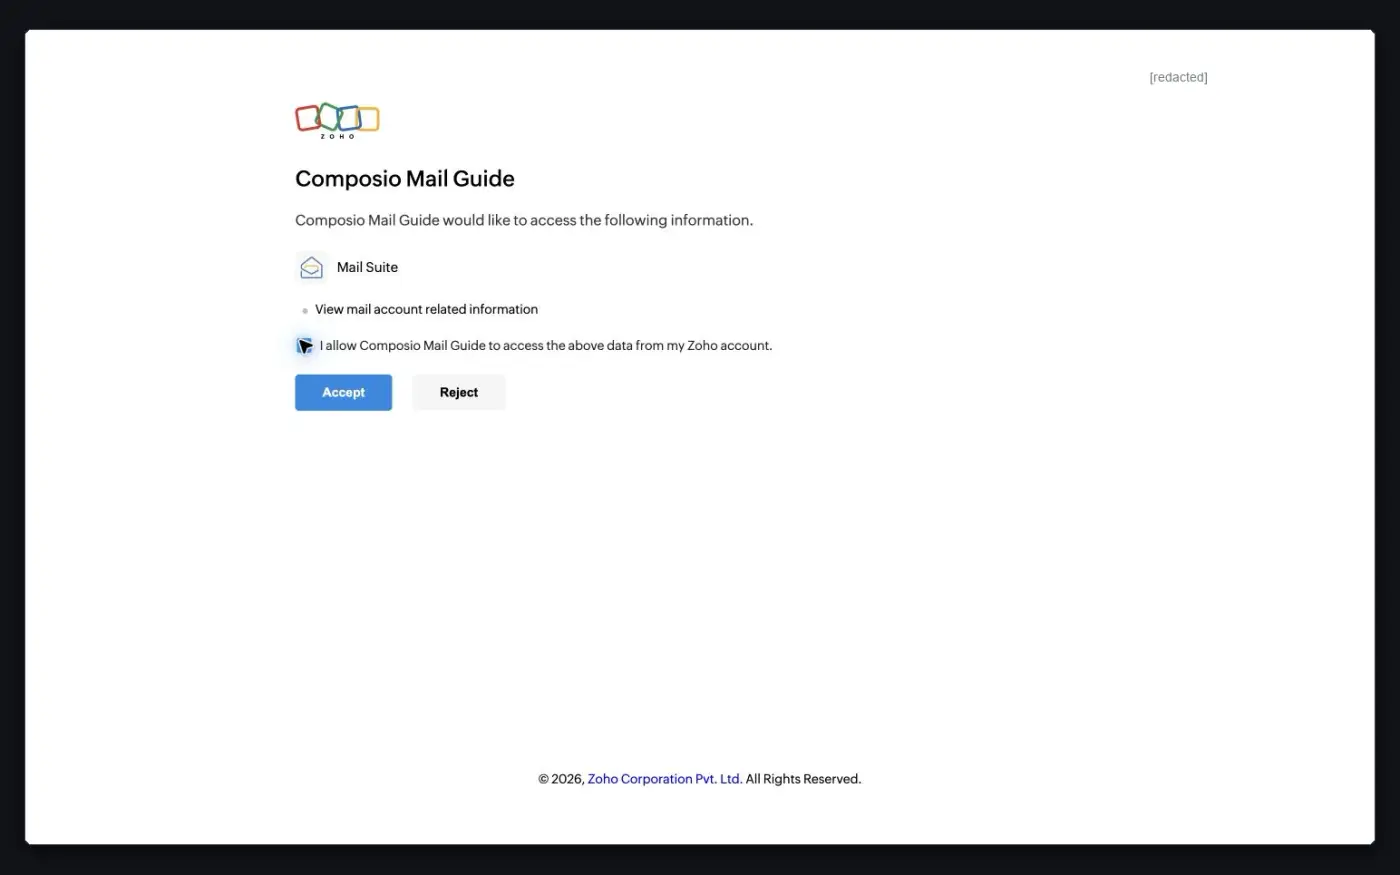 [redacted]
ZOHO
Composio Mail Guide
Composio Mail Guide would like to access the following information.
Mail Suite
View mail account related information
I allow Composio Mail Guide to access the above data from my Zoho account.
Accept
Reject
© 2026, Zoho Corporation Pvt. Ltd. All Rights Reserved.